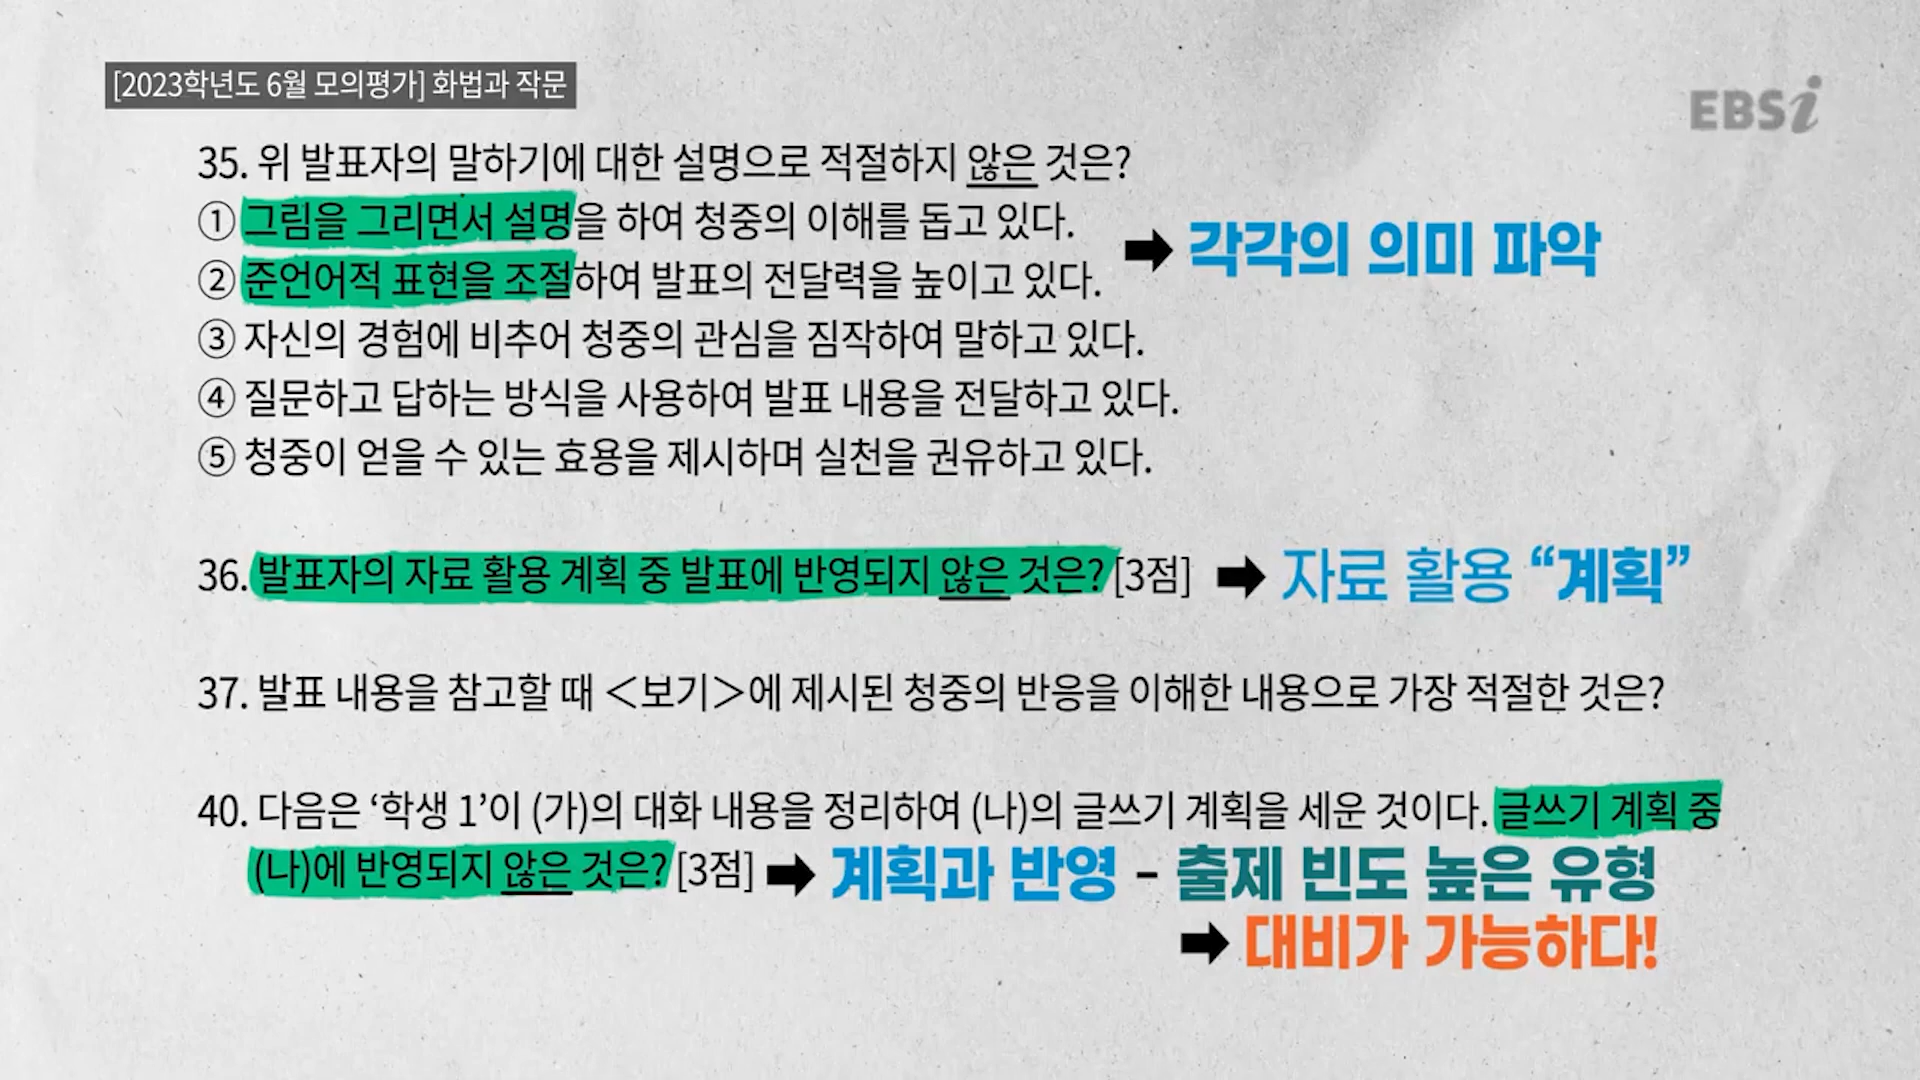 [2023학년도 6월 모의평가] 화법과 작문
EBSi
35. 위 발표자의 말하기에 대한 설명으로 적절하지 않은 것은?
① 그림을 그리면서 설명을 하여 청중의 이해를 돕고 있다.
② 준언어적 표현을 조절하여 발표의 전달력을 높이고 있다.
➡ 각각의 의미 파악
③ 자신의 경험에 비추어 청중의 관심을 짐작하여 말하고 있다.
④ 질문하고 답하는 방식을 사용하여 발표 내용을 전달하고 있다.
⑤ 청중이 얻을 수 있는 효용을 제시하며 실천을 권유하고 있다.
36. 발표자의 자료 활용 계획 중 발표에 반영되지 않은 것은? [3점] ➡ 자료 활용 “계획”
37. 발표 내용을 참고할 때 <보기>에 제시된 청중의 반응을 이해한 내용으로 가장 적절한 것은?
40. 다음은 ‘학생 1’이 (가)의 대화 내용을 정리하여 (나)의 글쓰기 계획을 세운 것이다. 글쓰기 계획 중
(나)에 반영되지 않은 것은? [3점] ➡ 계획과 반영 - 출제 빈도 높은 유형
➡ 대비가 가능하다!